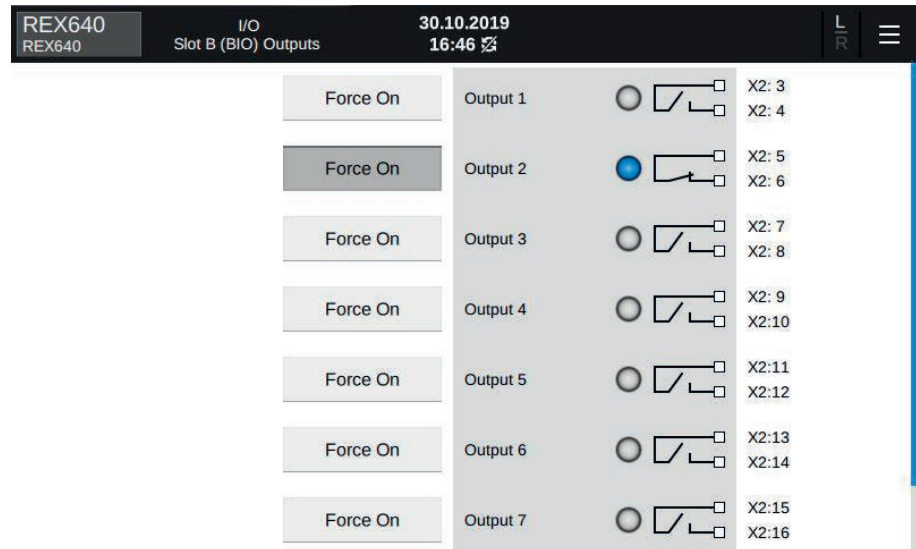 REX640
REX640
I/O
Slot B (BIO) Outputs
30.10.2019
16:46
L
R
Force On Output 1 X2: 3
X2: 4
Force On Output 2 X2: 5
X2: 6
Force On Output 3 X2: 7
X2: 8
Force On Output 4 X2: 9
X2:10
Force On Output 5 X2:11
X2:12
Force On Output 6 X2:13
X2:14
Force On Output 7 X2:15
X2:16